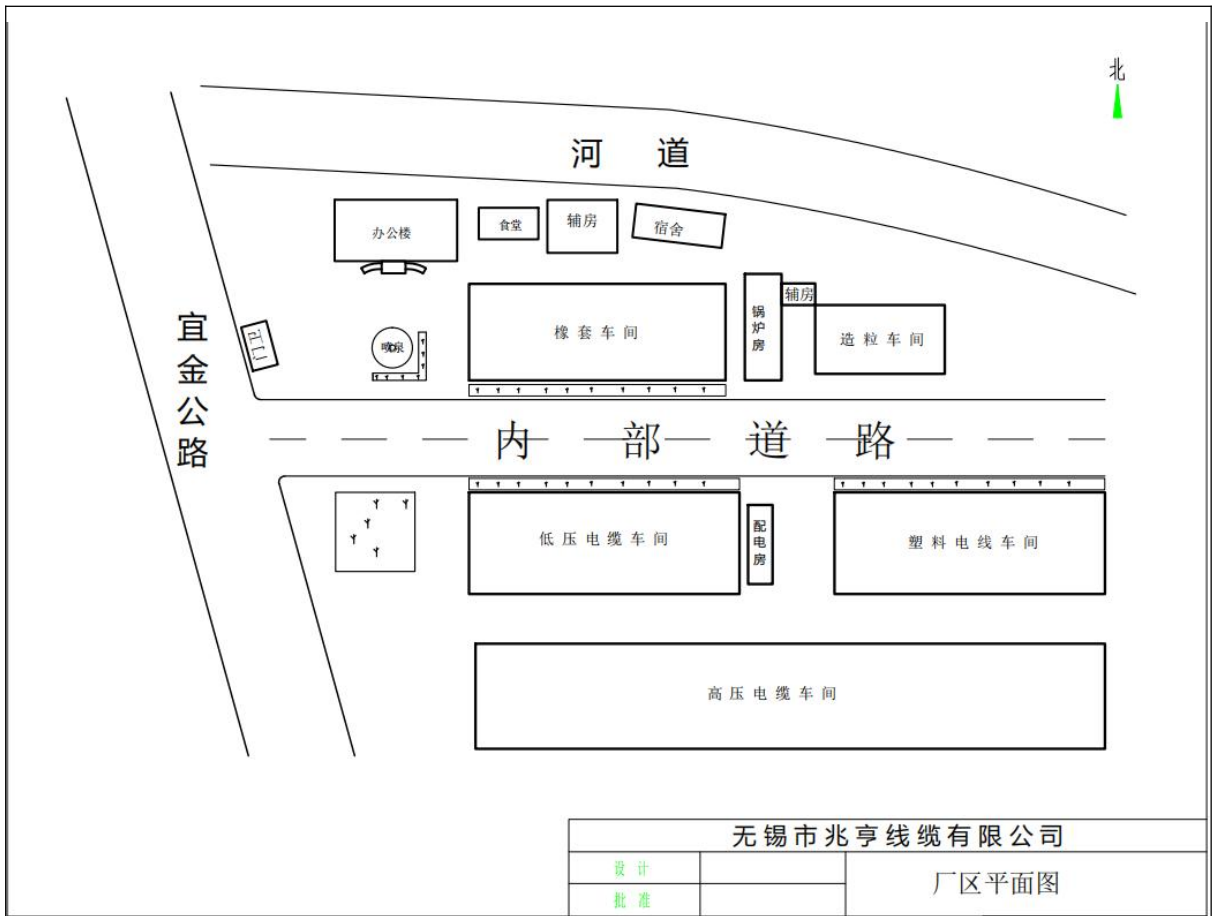 北
河道
办公楼
食堂
辅房
宿舍
宜金公路
门卫
喷泉
橡套车间
锅炉房
辅房
造粒车间
内部道路
低压电缆车间
配电房
塑料电线车间
高压电缆车间
无锡市兆亨线缆有限公司
设计
批准
厂区平面图